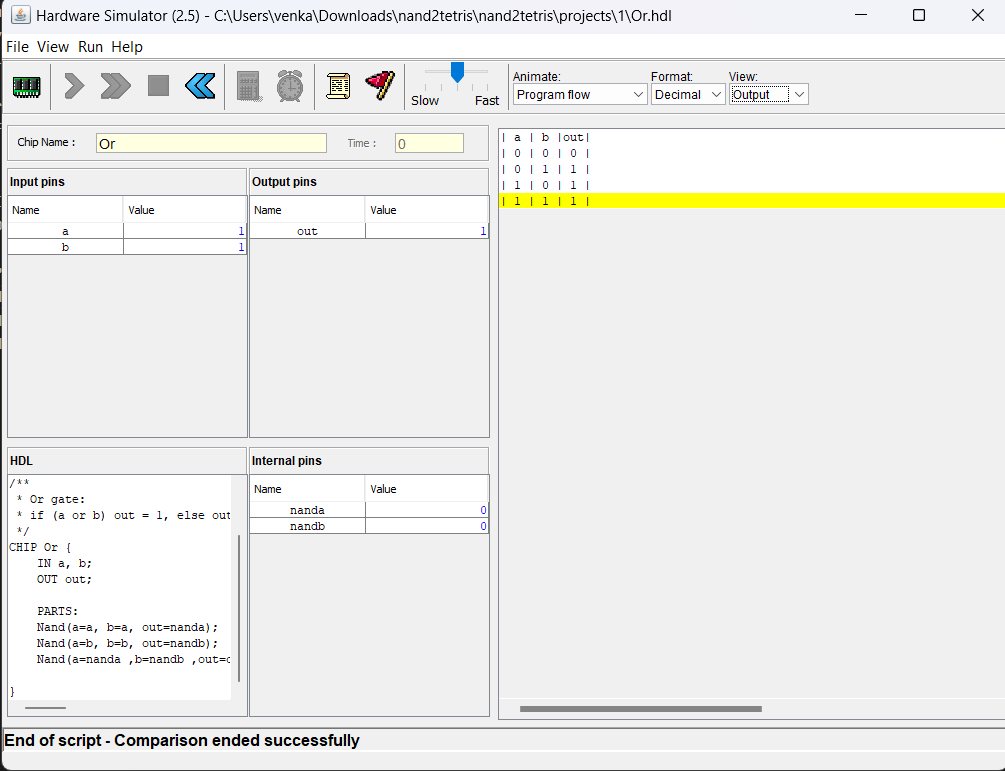 Hardware Simulator (2.5) - C:\Users\venka\Downloads\nand2tetris\nand2tetris\projects\1\Or.hdl
File View Run Help
Slow Fast
Animate: Format: View:
Program flow Decimal Output
Chip Name : Or Time : 0
Input pins
Name Value
a 1
b 1
Output pins
Name Value
out 1
HDL
/**
* Or gate:
* if (a or b) out = 1, else out
*/
CHIP Or {
IN a, b;
OUT out;
PARTS:
Nand(a=a, b=a, out=nanda);
Nand(a=b, b=b, out=nandb);
Nand(a=nanda ,b=nandb ,out=
}
Internal pins
Name Value
nanda 0
nandb 0
| a | b |out|
| 0 | 0 | 0 |
| 0 | 1 | 1 |
| 1 | 0 | 1 |
| 1 | 1 | 1 |
End of script - Comparison ended successfully